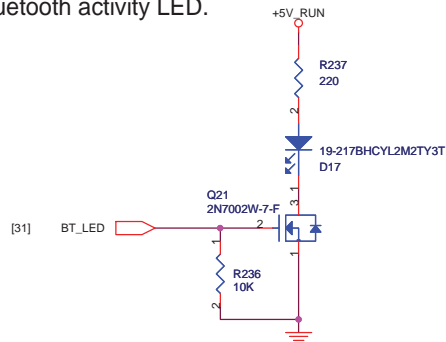 uetooth activity LED.
+5V_RUN
R237
220
2
19-217BHCYL2M2TY3T
D17
1
3
Q21
2N7002W-7-F
[31] BT_LED
2
1
1
R236
10K
2